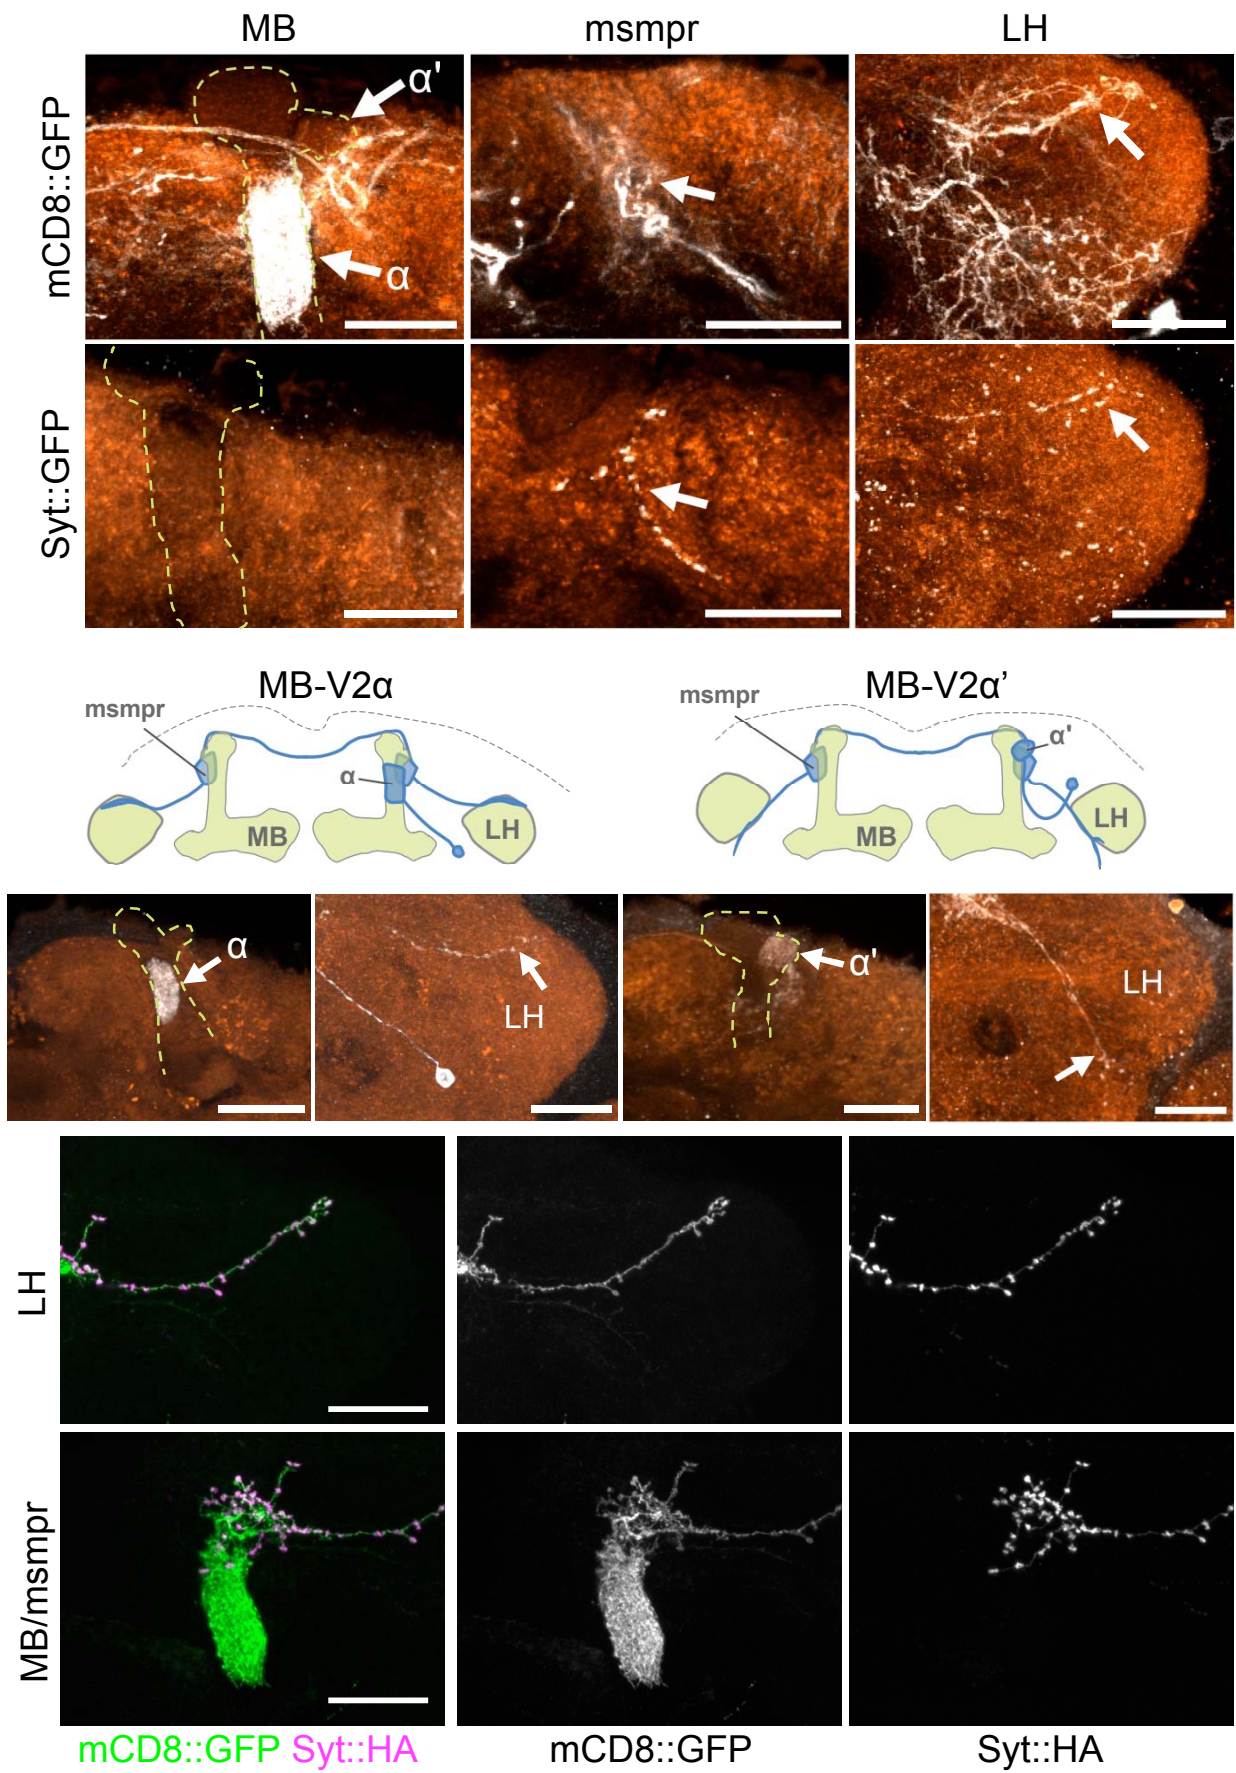 MB msmpr LH
mCD8::GFP
α'
α
Syt::GFP
MB-V2α MB-V2α’
msmpr
α
MB
LH
msmpr
α'
MB
LH
α
LH
α'
LH
LH
MB/msmpr
mCD8::GFP Syt::HA mCD8::GFP Syt::HA